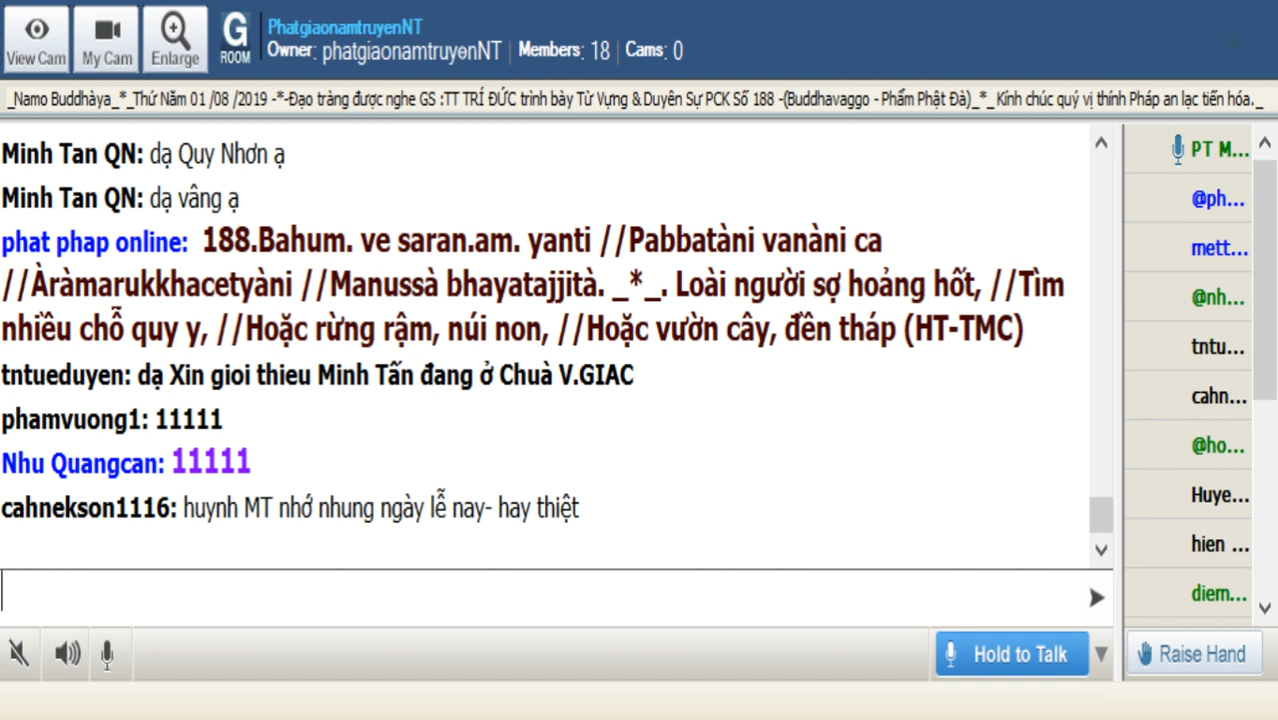 View Cam
My Cam
Enlarge
G
ROOM
PhatgiaonamtruyenNT
Owner: phatgiaonamtruyenNT | Members: 18 | Cams: 0
_Namo Buddhàya_*_Thứ Năm 01 /08 /2019 -*-Đạo tràng được nghe GS :TT TRÍ ĐỨC trình bày Từ Vựng & Duyên Sự PCK Số 188 -(Buddhavaggo - Phẩm Phật Đà)_*_ Kính chúc quý vị thính Pháp an lạc tiến hóa._
Minh Tan QN: dạ Quy Nhơn ạ
Minh Tan QN: dạ vâng ạ
phat phap online: 188.Bahum. ve saran.am. yanti //Pabbatàni vanàni ca
//Àràmarukkhacetyàni //Manussà bhayatajjità. _*_. Loài người sợ hoảng hốt, //Tìm
nhiều chỗ quy y, //Hoặc rừng rậm, núi non, //Hoặc vườn cây, đền tháp (HT-TMC)
tntueduyen: dạ Xin gioi thieu Minh Tấn đang ở Chuà V.GIAC
phamvuong1: 11111
Nhu Quangcan: 11111
cahnekson1116: huynh MT nhớ nhung ngày lễ nay- hay thiệt
PT M...
@ph...
mett...
@nh...
tntu...
cahn...
@ho...
Huye...
hien ...
diem...
Hold to Talk
Raise Hand